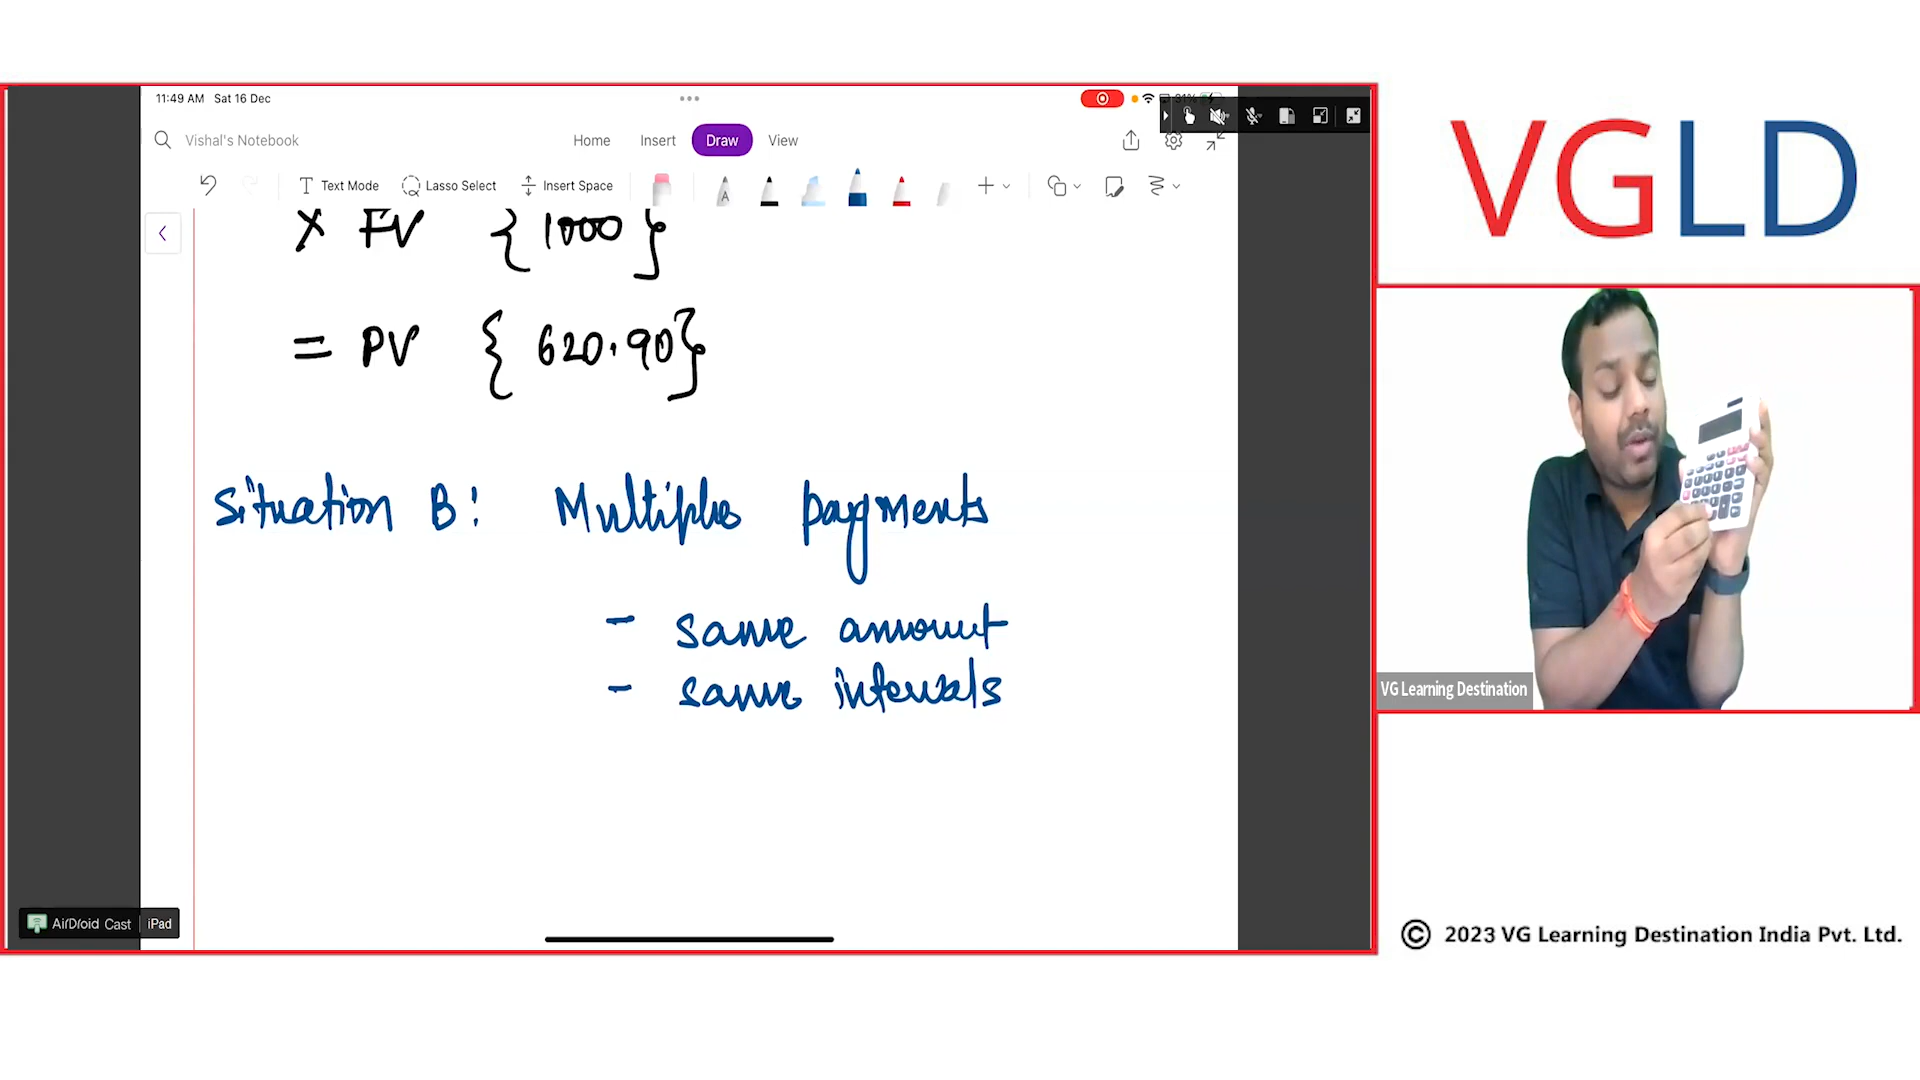 11:49 AM Sat 16 Dec
31%
Vishal's Notebook
Home Insert Draw View
Text Mode Lasso Select Insert Space
VGLD
× FV { 1000 }
= PV { 620.90 }
Situation B: Multiple payments
- same amount
- same intervals
VG Learning Destination
AirDroid Cast iPad
© 2023 VG Learning Destination India Pvt. Ltd.